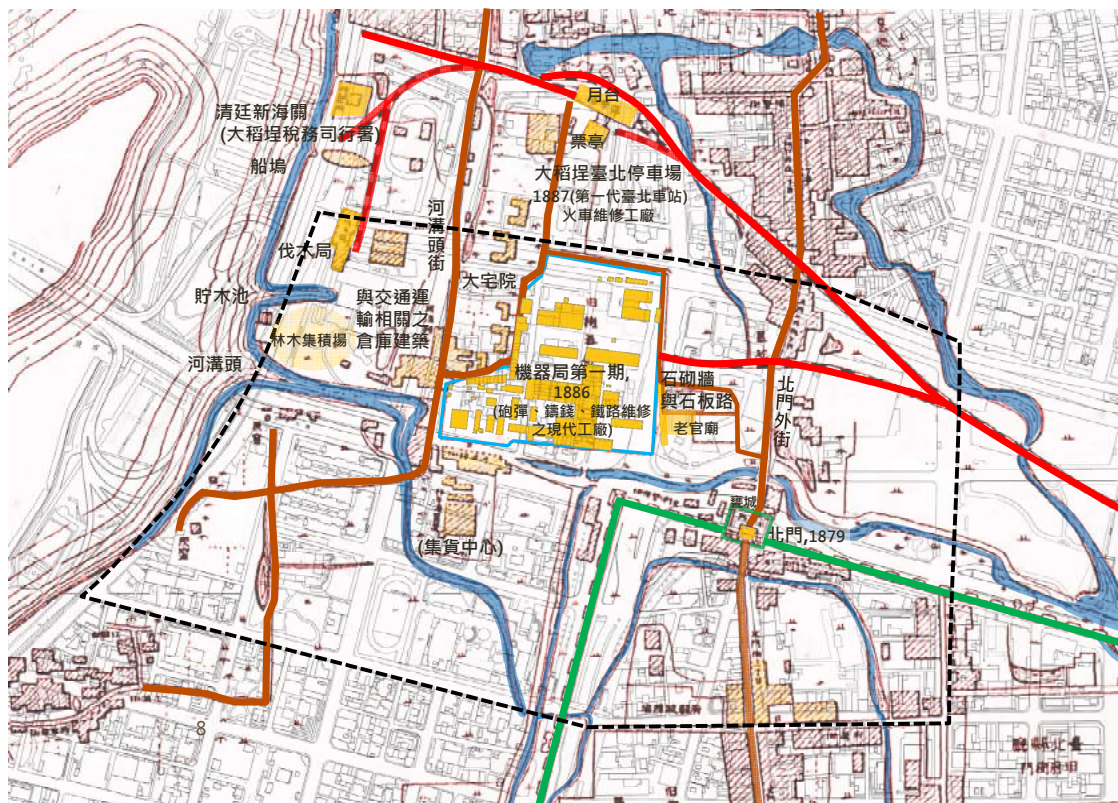 月台
清廷新海關
(大稻埕稅務司行署)
票亭
船塢
大稻埕臺北停車場
1887(第一代臺北車站)
火車維修工廠
河溝頭街
伐木局
大宅院
貯木池
與交通運
輸相關之
倉庫建築
林木集積場
河溝頭
機器局第一期,
1886
(砲彈、鑄錢、鐵路維修
之現代工廠)
石砌牆
與石板路
老官廟
北門外街
甕城
北門,1879
(集貨中心)